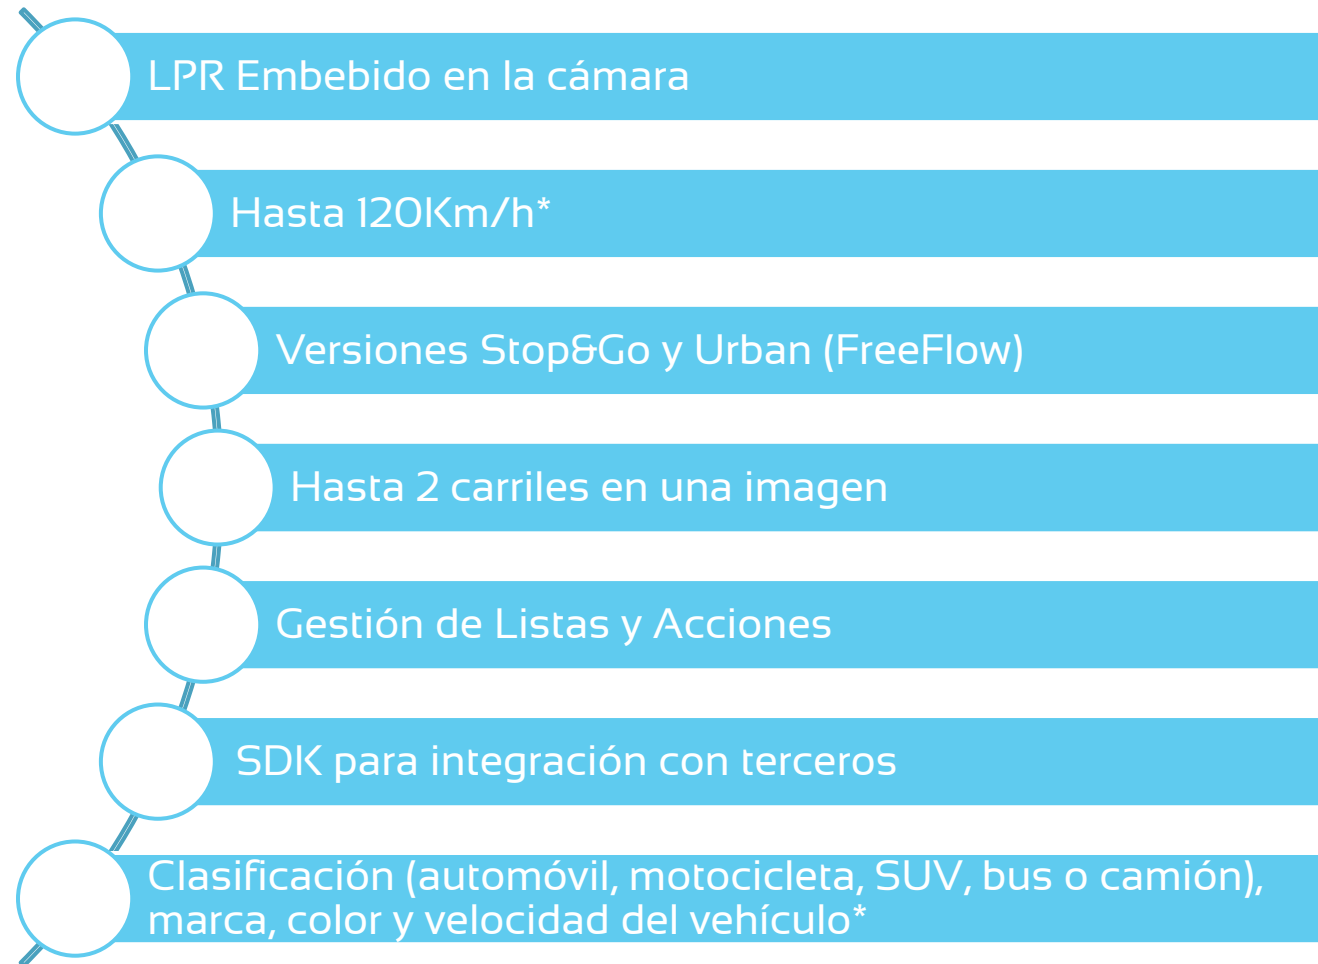 LPR Embebido en la cámara
Hasta 120Km/h*
Versiones Stop&Go y Urban (FreeFlow)
Hasta 2 carriles en una imagen
Gestión de Listas y Acciones
SDK para integración con terceros
Clasificación (automóvil, motocicleta, SUV, bus o camión),
marca, color y velocidad del vehículo*